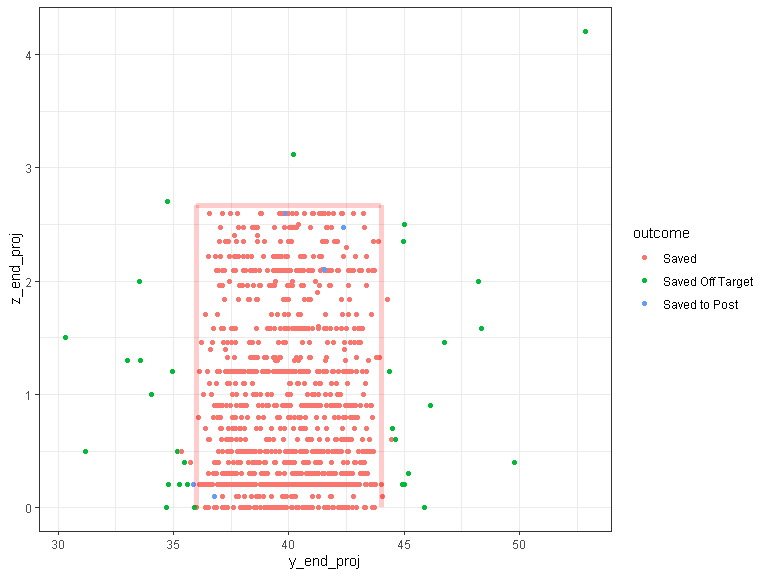 4
3
2
1
0
z_end_proj
30 35 40 45 50
y_end_proj
outcome
Saved
Saved Off Target
Saved to Post